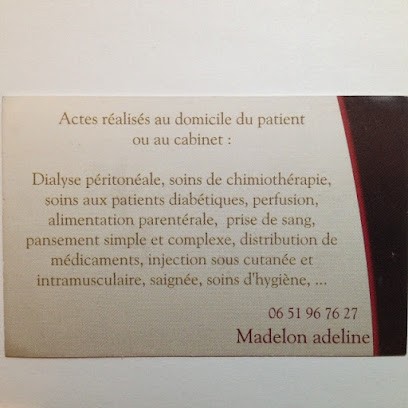 Actes réalisés au domicile du patient
ou au cabinet :
Dialyse péritonéale, soins de chimiothérapie,
soins aux patients diabétiques, perfusion,
alimentation parentérale, prise de sang,
pansement simple et complexe, distribution de
médicaments, injection sous cutanée et
intramusculaire, saignée, soins d'hygiène, ...
06 51 96 76 27
Madelon adeline